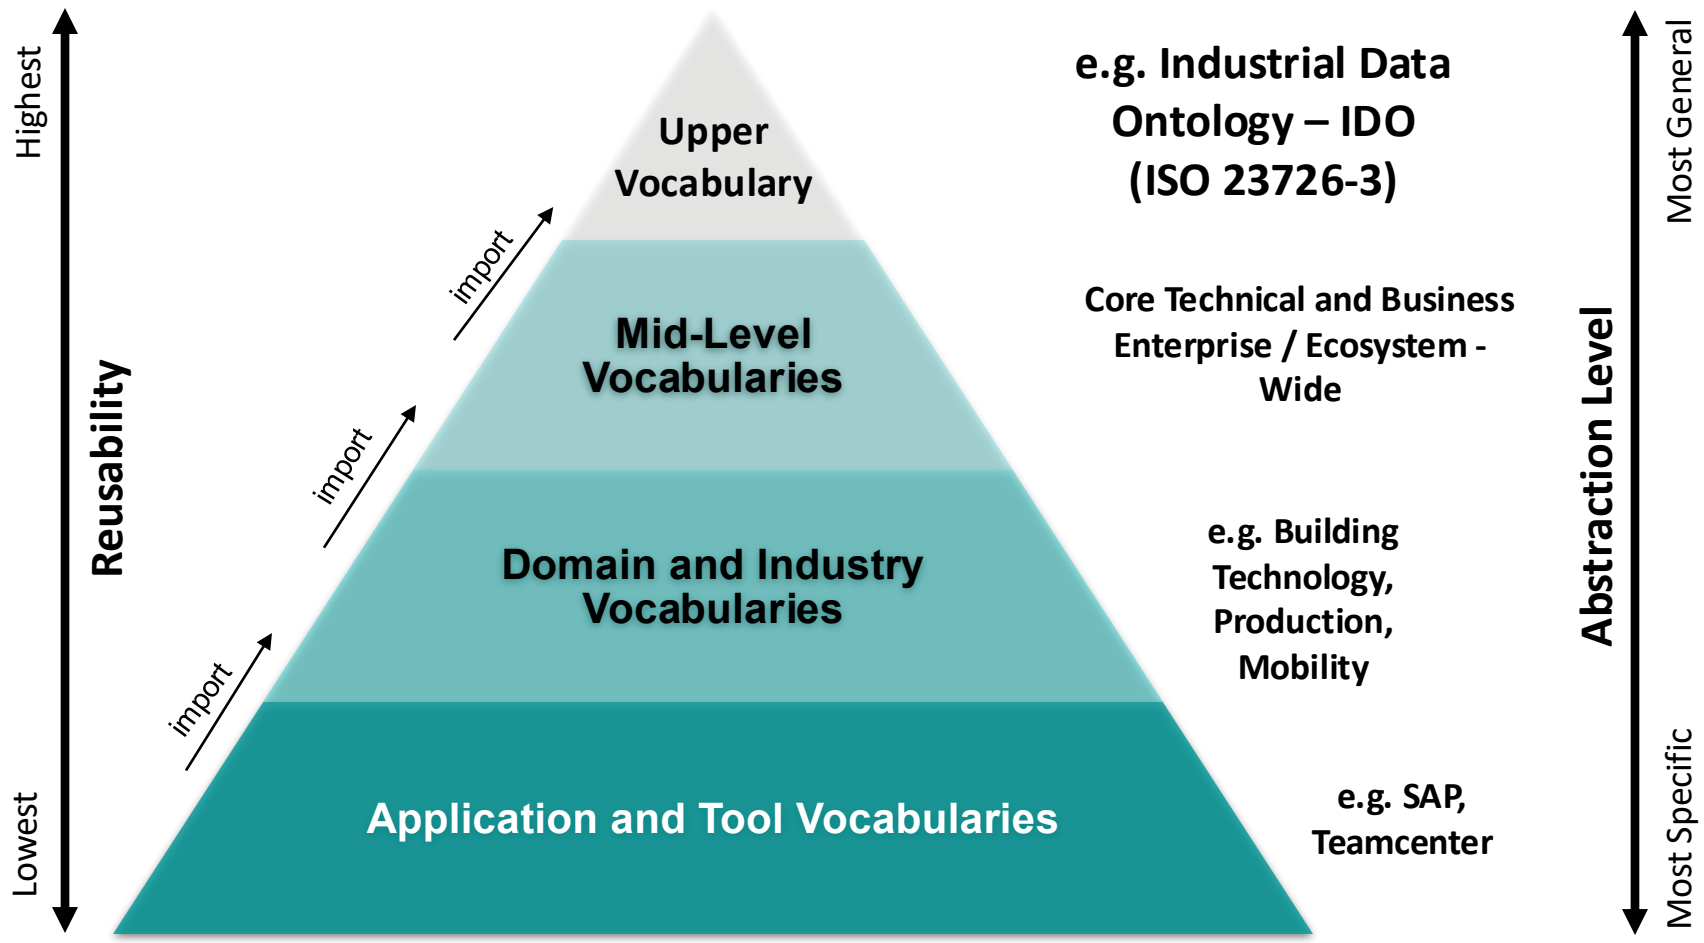 Highest
Reusability
Lowest
import
import
import
Upper
Vocabulary
Mid-Level
Vocabularies
Domain and Industry
Vocabularies
Application and Tool Vocabularies
e.g. Industrial Data
Ontology – IDO
(ISO 23726-3)
Core Technical and Business
Enterprise / Ecosystem -
Wide
e.g. Building
Technology,
Production,
Mobility
e.g. SAP,
Teamcenter
Most General
Abstraction Level
Most Specific